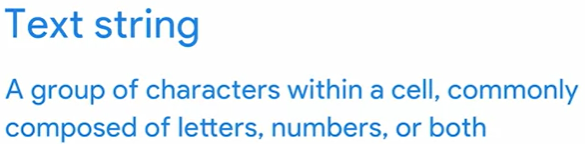 Text string
A group of characters within a cell, commonly
composed of letters, numbers, or both